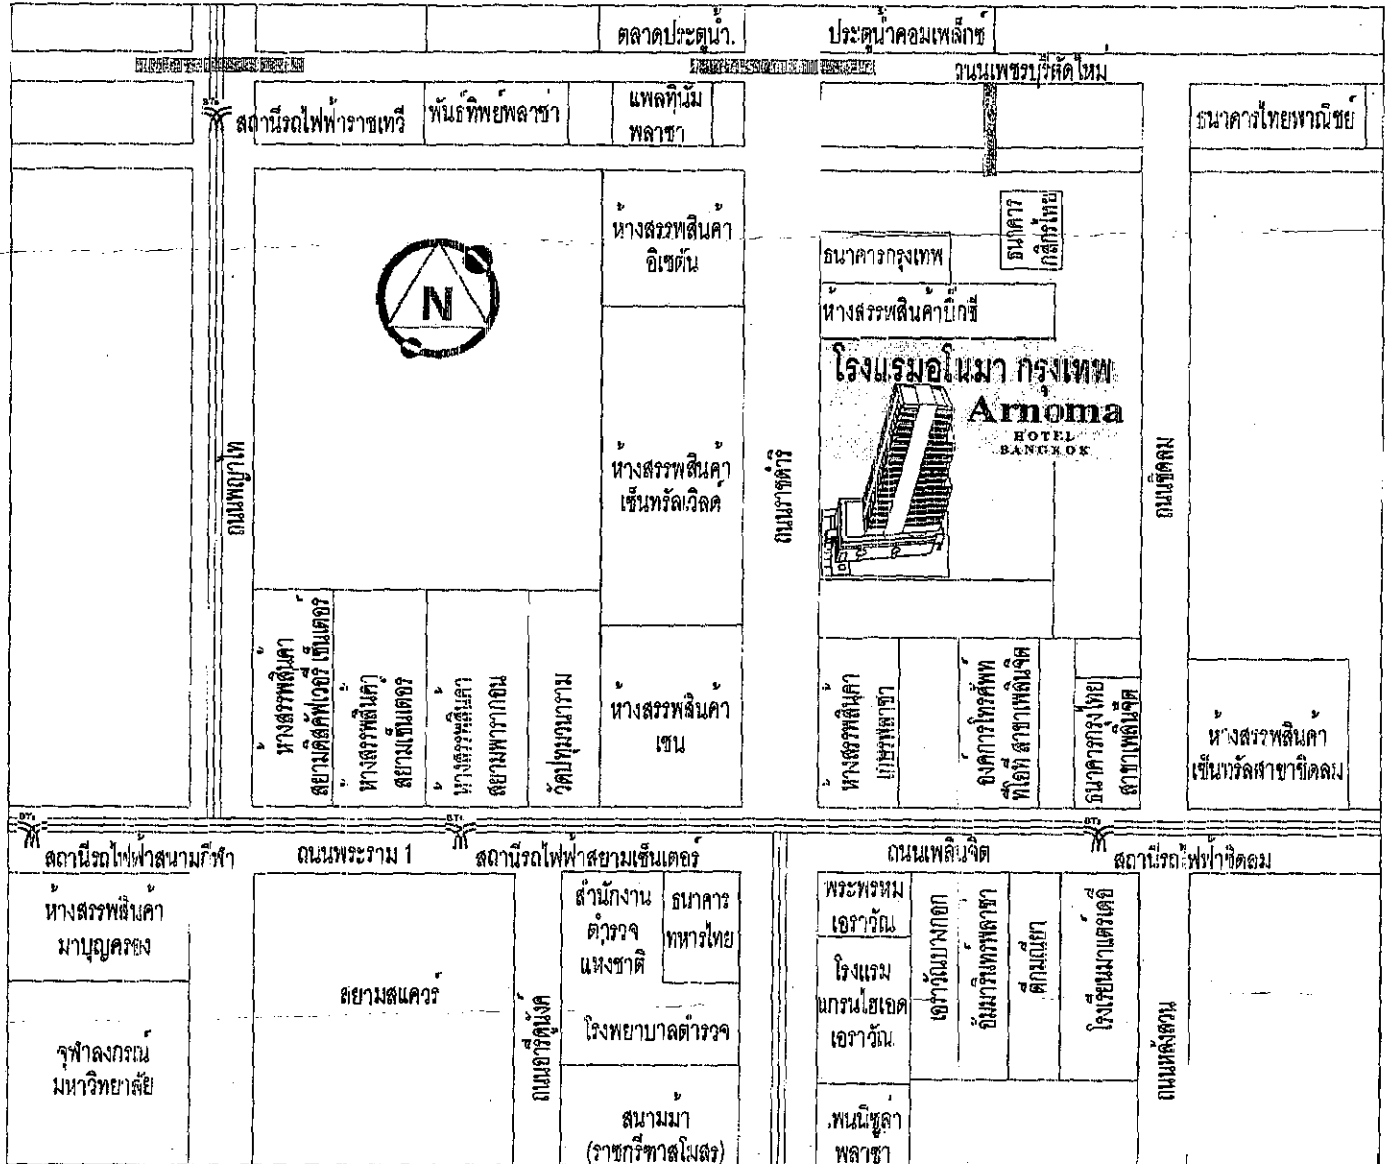 ตลาดประตูน้ำ.
ประตูน้ำคอมเพล็กซ์
ถนนเพชรบุรีตัดใหม่
BTS
สถานีรถไฟฟ้าราชเทวี
พันธ์ทิพย์พลาซ่า
แพลทินั่ม
พลาซา
ธนาคารไทยพาณิชย์
ห้างสรรพสินค้า
อิเซตัน
ธนาคาร
กสิกรไทย
ธนาคารกรุงเทพ
ห้างสรรพสินค้าบิ๊กซี
N
โรงแรมอโนมา กรุงเทพ
Arnoma
HOTEL
BANGKOK
ถนนพญาไท
ห้างสรรพสินค้า
เซ็นทรัลเวิลด์
ถนนราชดำริ
ถนนชิดลม
ห้างสรรพสินค้า
สยามดิสคัฟเวอรี่ เซ็นเตอร์
ห้างสรรพสินค้า
สยามเซ็นเตอร์
ห้างสรรพสินค้า
สยามพารากอน
วัดปทุมวนาราม
ห้างสรรพสินค้า
เซน
ห้างสรรพสินค้า
เกษรพลาซ่า
องค์การโทรศัพท์
ทีโอที สาขาเพลินจิต
ธนาคารกรุงไทย
สาขาเพลินจิต
ห้างสรรพสินค้า
เซ็นทรัลสาขาชิดลม
BTS
BTS
BTS
สถานีรถไฟฟ้าสนามกีฬา
ถนนพระราม 1
สถานีรถไฟฟ้าสยามเซ็นเตอร์
ถนนเพลินจิต
สถานีรถไฟฟ้าชิดลม
ห้างสรรพสินค้า
มาบุญครอง
จุฬาลงกรณ์
มหาวิทยาลัย
สยามสแควร์
ถนนอังรีดูนังต์
สำนักงาน
ตำรวจ
แห่งชาติ
ธนาคาร
ทหารไทย
โรงพยาบาลตำรวจ
สนามม้า
(ราชกรีฑาสโมสร)
พระพรหม
เอราวัณ
โรงแรม
แกรนไฮเอด
เอราวัณ
เอราวัณบางกอก
อัมมารินทร์พลาซา
ตึกมณียา
โรงเรียนมาแตร์เดอี
ถนนหลังสวน
เพนนิซูล่า
พลาซา